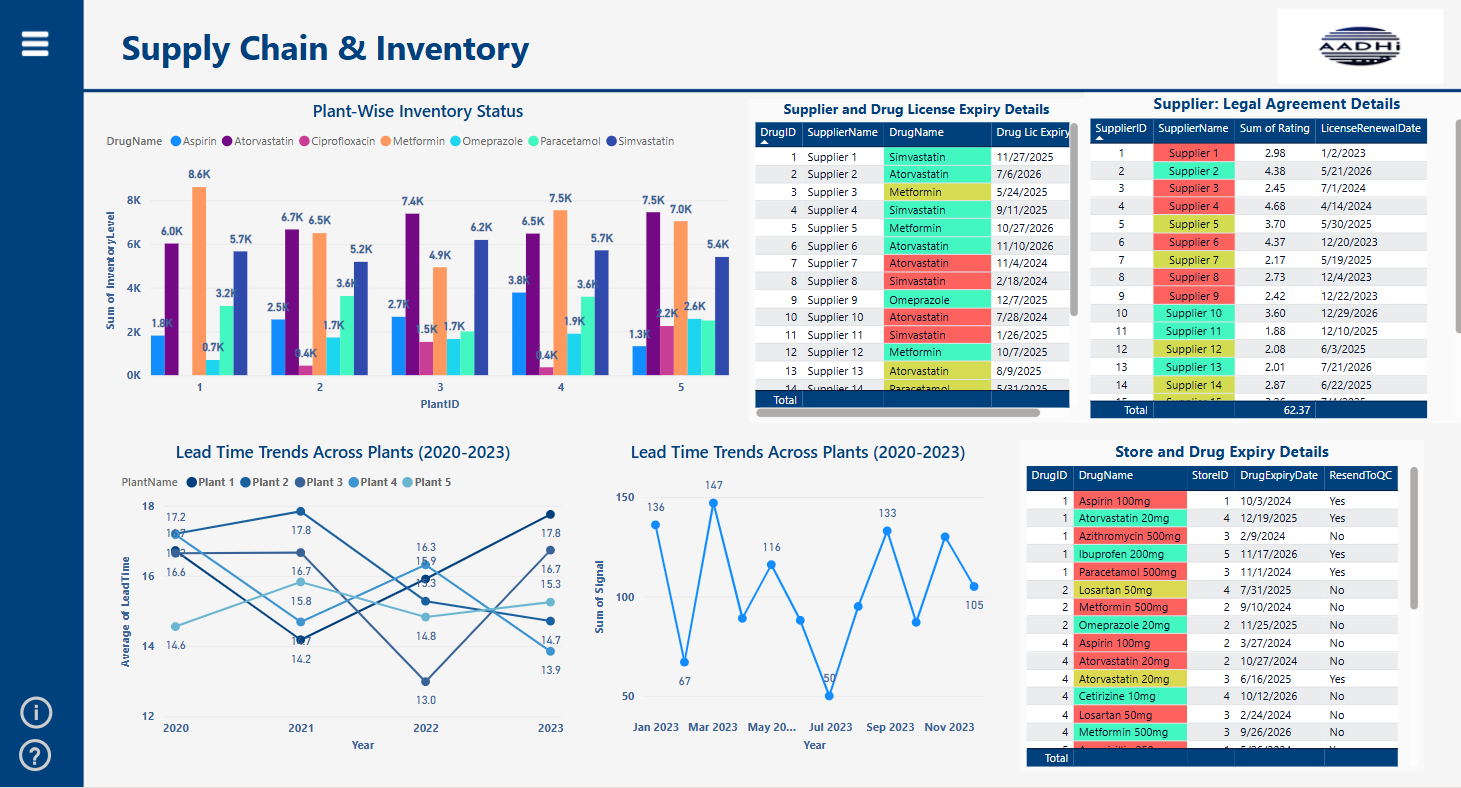 Supply Chain & Inventory
AADHi
Plant-Wise Inventory Status
DrugName Aspirin Atorvastatin Ciprofloxacin Metformin Omeprazole Paracetamol Simvastatin
Sum of InventoryLevel
8K
6K
4K
2K
0K
1.8K 6.0K 8.6K 0.7K 3.2K 5.7K
2.5K 6.7K 0.4K 6.5K 1.7K 3.6K 5.2K
2.7K 7.4K 1.5K 4.9K 1.7K 6.2K
3.8K 6.5K 0.4K 7.5K 1.9K 3.6K 5.7K
1.3K 7.5K 2.2K 7.0K 2.6K 5.4K
1 2 3 4 5
PlantID
Supplier and Drug License Expiry Details
DrugID SupplierName DrugName Drug Lic Expiry
1 Supplier 1 Simvastatin 11/27/2025
2 Supplier 2 Atorvastatin 7/6/2026
3 Supplier 3 Metformin 5/24/2025
4 Supplier 4 Simvastatin 9/11/2025
5 Supplier 5 Metformin 10/27/2026
6 Supplier 6 Atorvastatin 11/10/2026
7 Supplier 7 Atorvastatin 11/4/2024
8 Supplier 8 Simvastatin 2/18/2024
9 Supplier 9 Omeprazole 12/7/2025
10 Supplier 10 Atorvastatin 7/28/2024
11 Supplier 11 Simvastatin 1/26/2025
12 Supplier 12 Metformin 10/7/2025
13 Supplier 13 Atorvastatin 8/9/2025
14 Supplier 14 Paracetamol 5/31/2025
Total
Supplier: Legal Agreement Details
SupplierID SupplierName Sum of Rating LicenseRenewalDate
1 Supplier 1 2.98 1/2/2023
2 Supplier 2 4.38 5/21/2026
3 Supplier 3 2.45 7/1/2024
4 Supplier 4 4.68 4/14/2024
5 Supplier 5 3.70 5/30/2025
6 Supplier 6 4.37 12/20/2023
7 Supplier 7 2.17 5/19/2025
8 Supplier 8 2.73 12/4/2023
9 Supplier 9 2.42 12/22/2023
10 Supplier 10 3.60 12/29/2026
11 Supplier 11 1.88 12/10/2025
12 Supplier 12 2.08 6/3/2025
13 Supplier 13 2.01 7/21/2026
14 Supplier 14 2.87 6/22/2025
Total 62.37
Lead Time Trends Across Plants (2020-2023)
PlantName Plant 1 Plant 2 Plant 3 Plant 4 Plant 5
Average of LeadTime
18
16
14
12
17.2 16.6 14.6
17.8 16.7 15.8 14.2
16.3 15.9 15.3 14.8 13.0
17.8 16.7 15.3 14.7 13.9
2020 2021 2022 2023
Year
Lead Time Trends Across Plants (2020-2023)
Sum of Signal
150
100
50
136 67 147 116 50 133 105
Jan 2023 Mar 2023 May 20... Jul 2023 Sep 2023 Nov 2023
Year
Store and Drug Expiry Details
DrugID DrugName StoreID DrugExpiryDate ResendToQC
1 Aspirin 100mg 1 10/3/2024 Yes
1 Atorvastatin 20mg 4 12/19/2025 Yes
1 Azithromycin 500mg 3 2/9/2024 No
1 Ibuprofen 200mg 5 11/17/2026 Yes
1 Paracetamol 500mg 3 11/1/2024 Yes
2 Losartan 50mg 4 7/31/2025 No
2 Metformin 500mg 2 9/10/2024 No
2 Omeprazole 20mg 2 11/25/2025 No
4 Aspirin 100mg 2 3/27/2024 No
4 Atorvastatin 20mg 2 10/27/2024 No
4 Atorvastatin 20mg 3 6/16/2025 Yes
4 Cetirizine 10mg 4 10/12/2026 No
4 Losartan 50mg 3 2/24/2024 No
4 Metformin 500mg 3 9/26/2026 No
Total